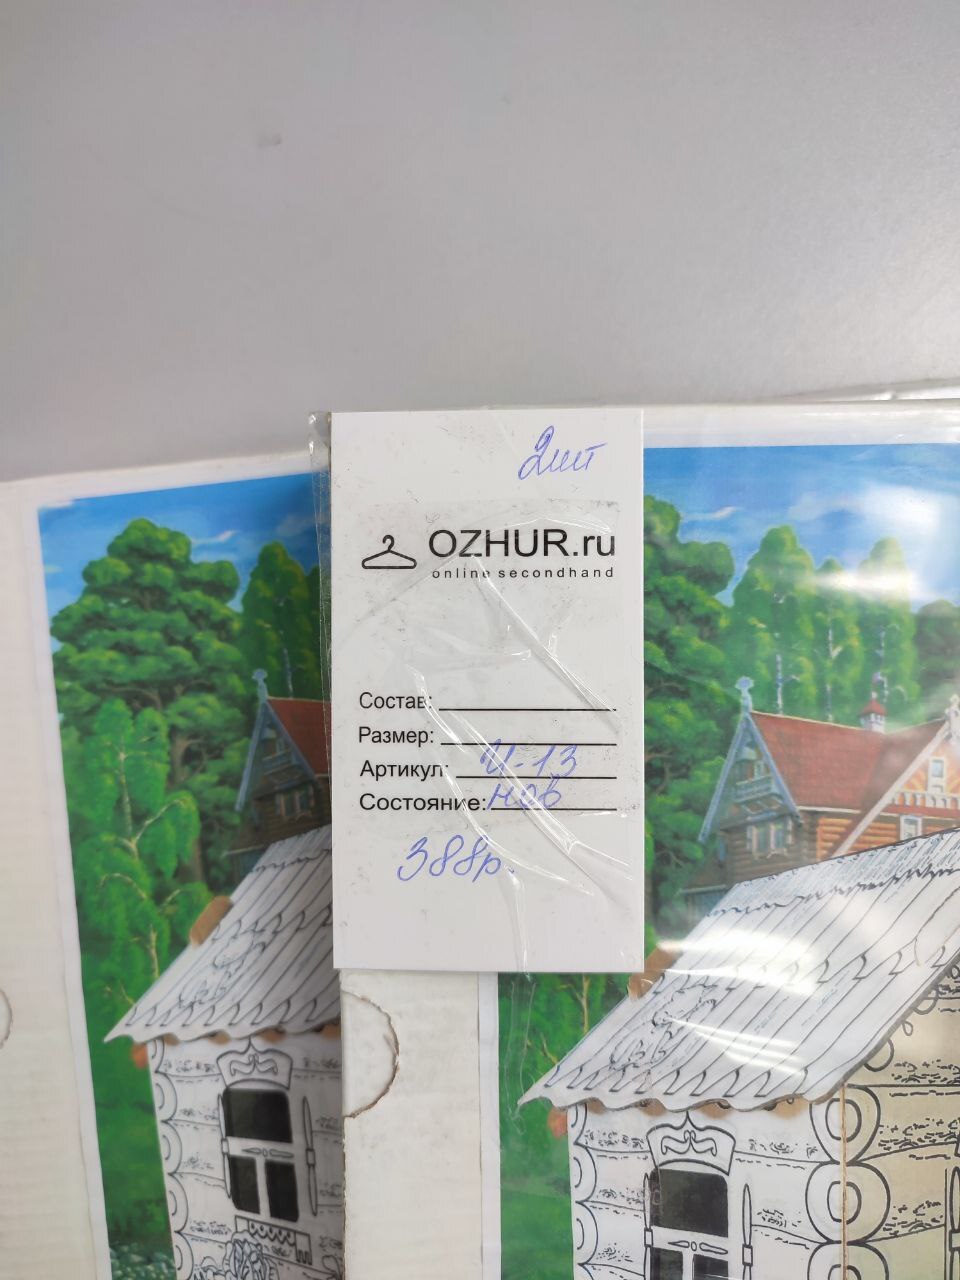 2шт
OZHUR.ru
online secondhand
Состав:
Размер:
Артикул: И-13
Состояние: нов
388р.